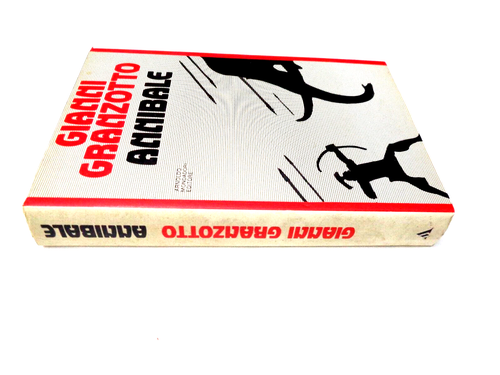 GIANNI
GRANZOTTO
ANNIBALE
ARNOLDO
MONDADORI
EDITORE
GIANNI GRANZOTTO ANNIBALE